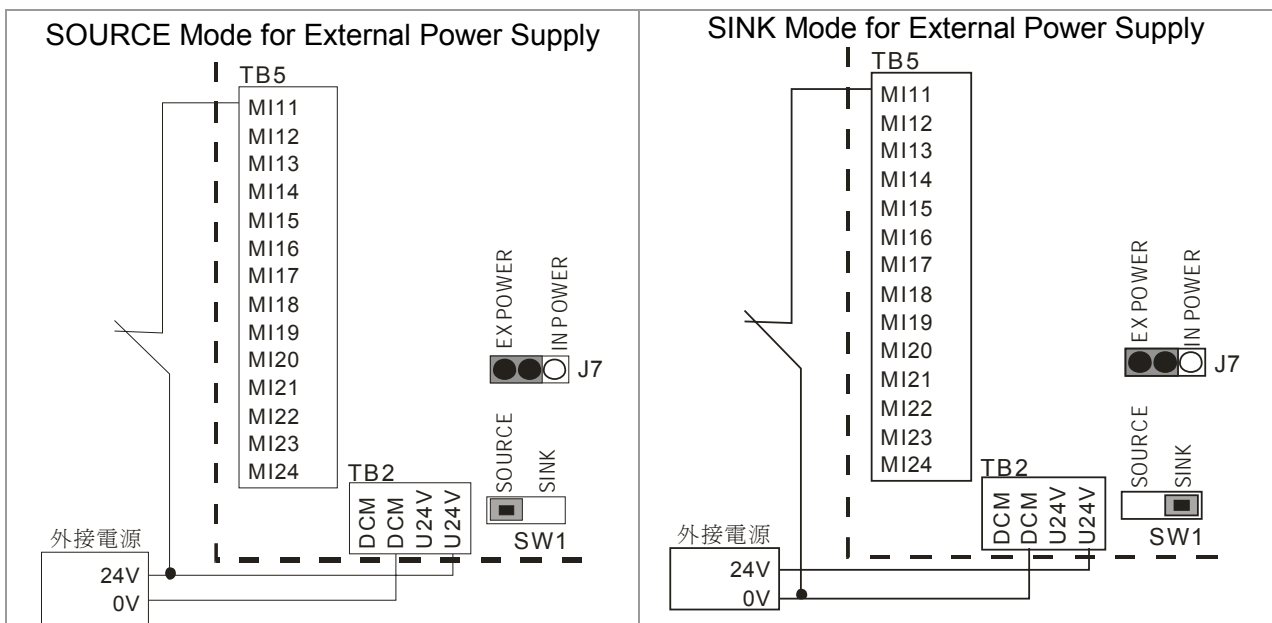 SOURCE Mode for External Power Supply
TB5
MI11
MI12
MI13
MI14
MI15
MI16
MI17
MI18
MI19
MI20
MI21
MI22
MI23
MI24
EX POWER
IN POWER
J7
SOURCE
SINK
SW1
TB2
DCM
DCM
U24V
U24V
外接電源
24V
0V
SINK Mode for External Power Supply
TB5
MI11
MI12
MI13
MI14
MI15
MI16
MI17
MI18
MI19
MI20
MI21
MI22
MI23
MI24
EX POWER
IN POWER
J7
SOURCE
SINK
SW1
TB2
DCM
DCM
U24V
U24V
外接電源
24V
0V